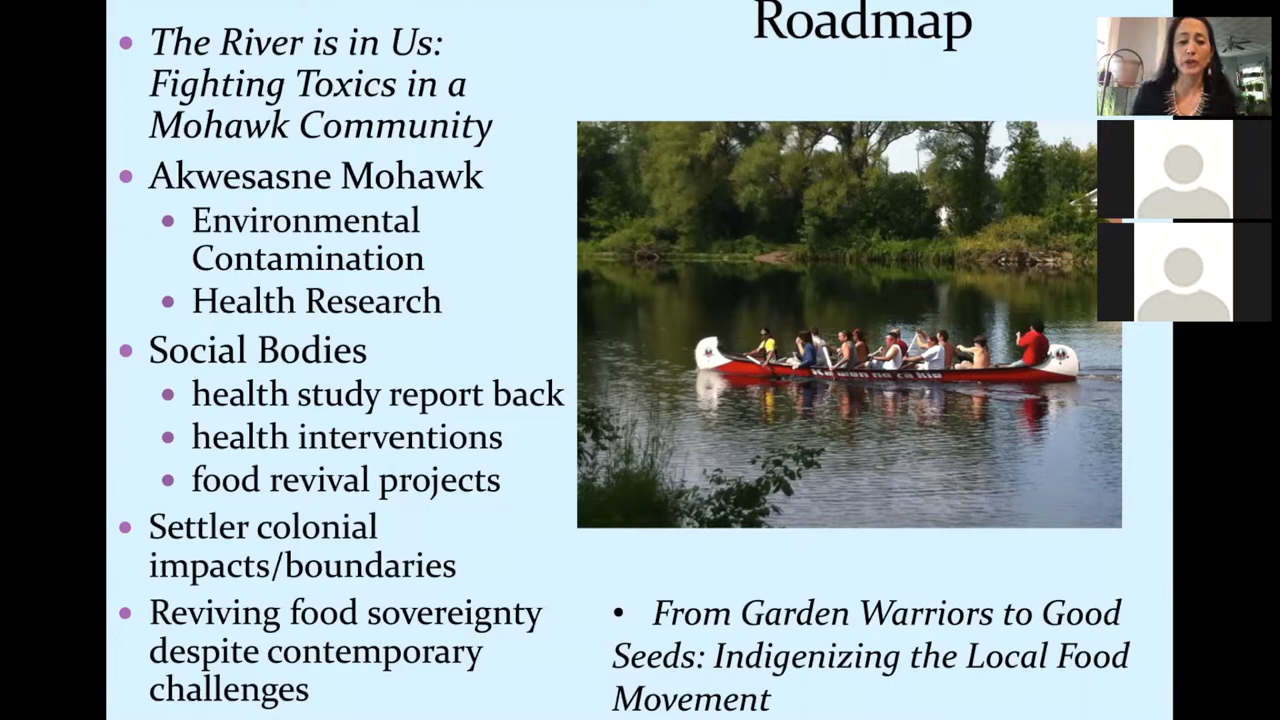 Roadmap
The River is in Us:
Fighting Toxics in a
Mohawk Community
Akwesasne Mohawk
Environmental
Contamination
Health Research
Social Bodies
health study report back
health interventions
food revival projects
Settler colonial
impacts/boundaries
Reviving food sovereignty
despite contemporary
challenges
From Garden Warriors to Good
Seeds: Indigenizing the Local Food
Movement